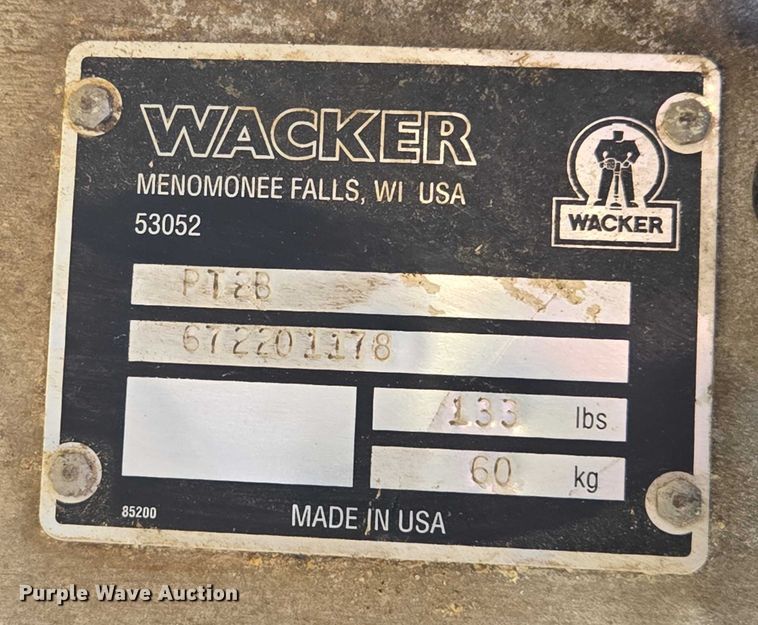 WACKER
MENOMONEE FALLS, WI USA
53052
WACKER
PT2B
672201178
133 lbs
60 kg
85200
MADE IN USA
Purple Wave Auction